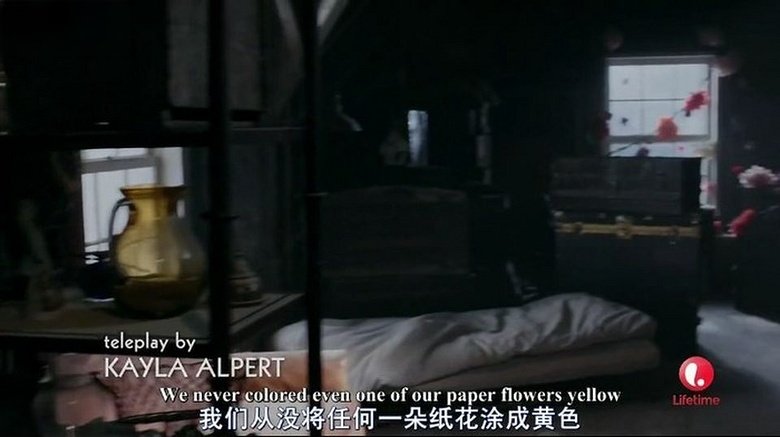 teleplay by
KAYLA ALPERT
We never colored even one of our paper flowers yellow
我们从没将任何一朵纸花涂成黄色
Lifetime